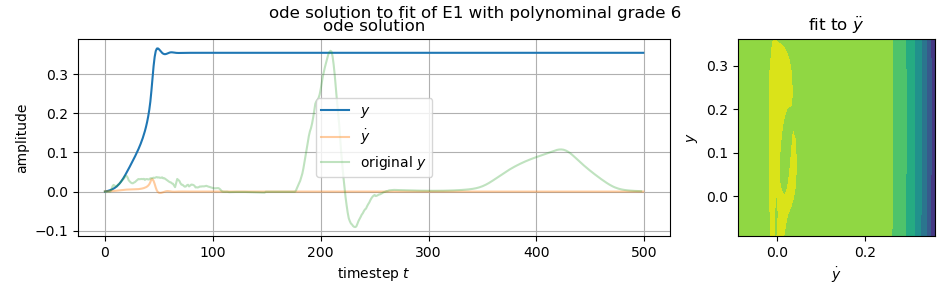 ode solution to fit of E1 with polynominal grade 6
ode solution
amplitude
0.3
0.2
0.1
0.0
−0.1
0
100
200
300
400
500
timestep t
y
ẏ
original y
fit to ÿ
y
0.3
0.2
0.1
0.0
0.0
0.2
ẏ